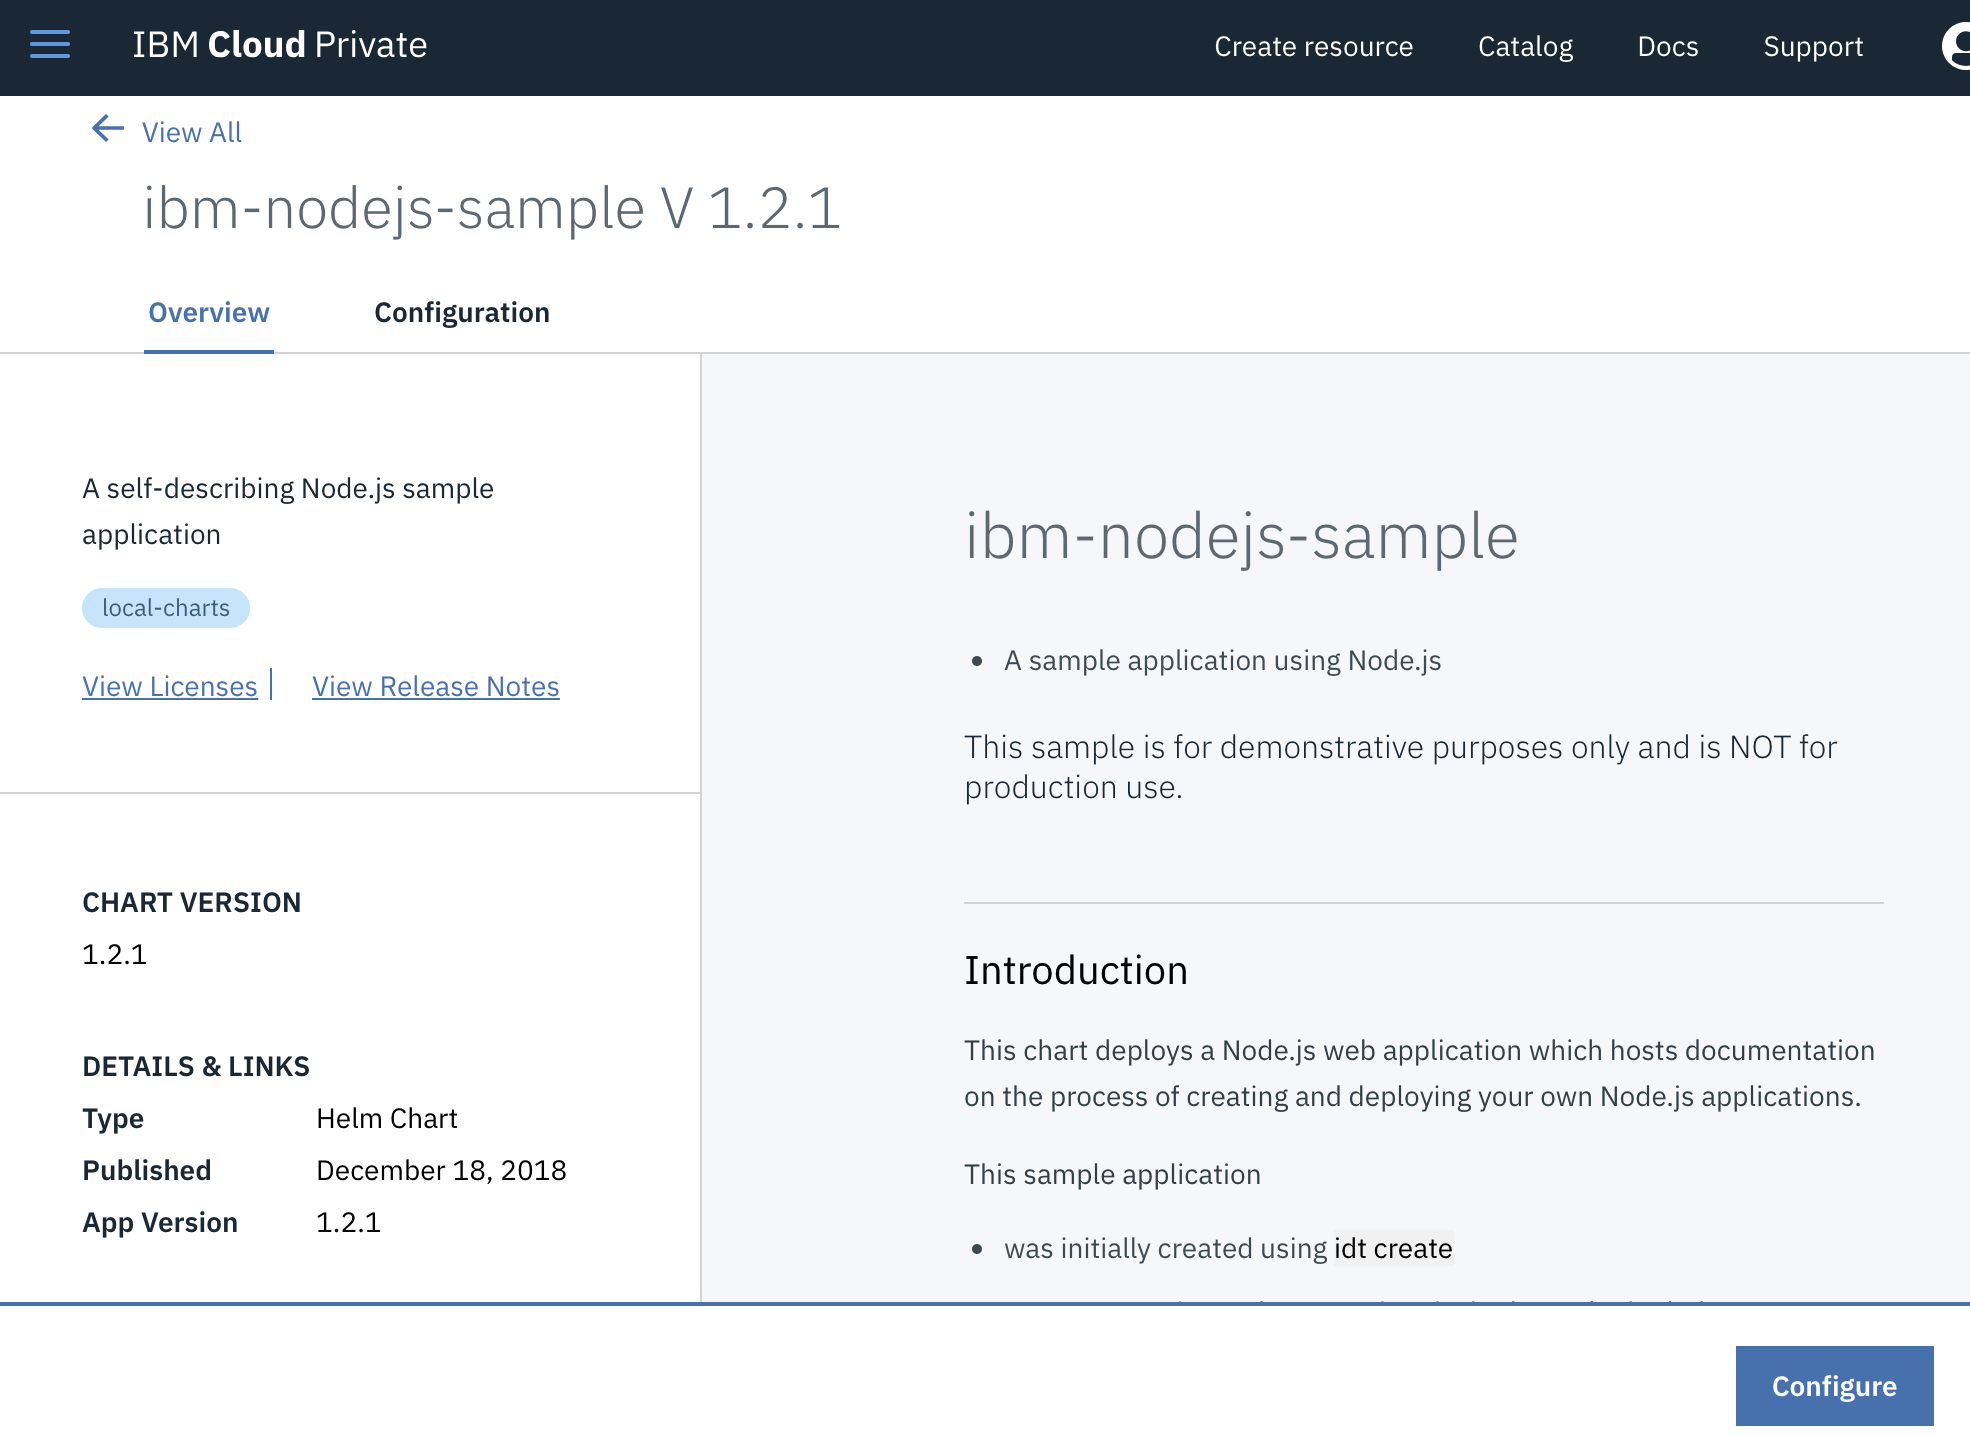 IBM Cloud Private
Create resource
Catalog
Docs
Support
View All
ibm-nodejs-sample V 1.2.1
Overview
Configuration
A self-describing Node.js sample
application
local-charts
View Licenses
View Release Notes
CHART VERSION
1.2.1
DETAILS & LINKS
Type Helm Chart
Published December 18, 2018
App Version 1.2.1
ibm-nodejs-sample
• A sample application using Node.js
This sample is for demonstrative purposes only and is NOT for
production use.
Introduction
This chart deploys a Node.js web application which hosts documentation
on the process of creating and deploying your own Node.js applications.
This sample application
• was initially created using idt create
Configure